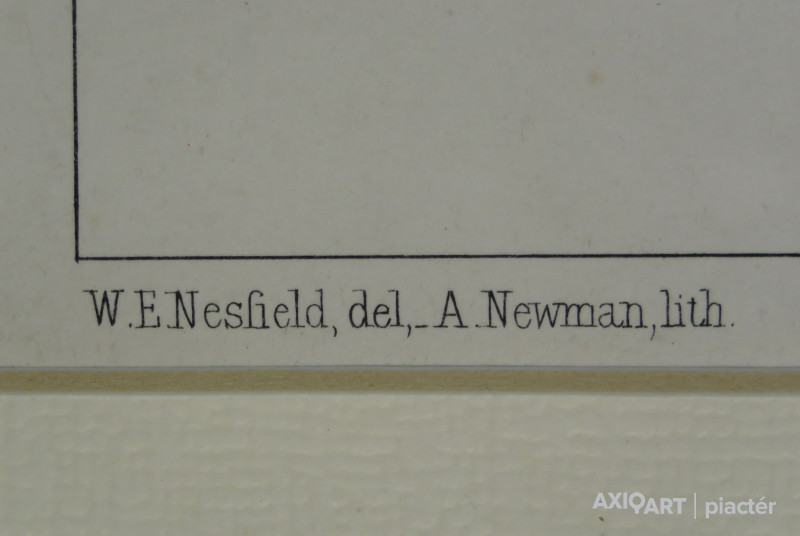 W.E.Nesfield, del,_A.Newman, lith.
AXIOART | piactér